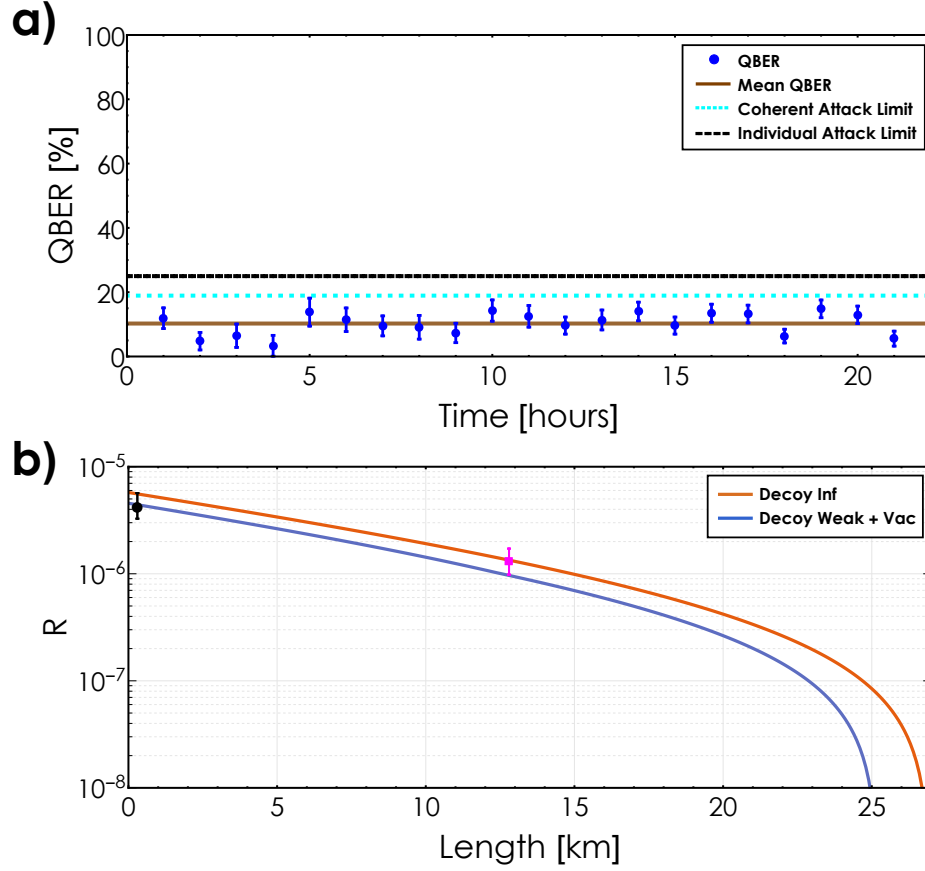 a)
100
80
60
40
20
0
QBER [%]
QBER
Mean QBER
Coherent Attack Limit
Individual Attack Limit
0 5 10 15 20
Time [hours]
b)
10⁻⁵
10⁻⁶
10⁻⁷
10⁻⁸
R
Decoy Inf
Decoy Weak + Vac
0 5 10 15 20 25
Length [km]